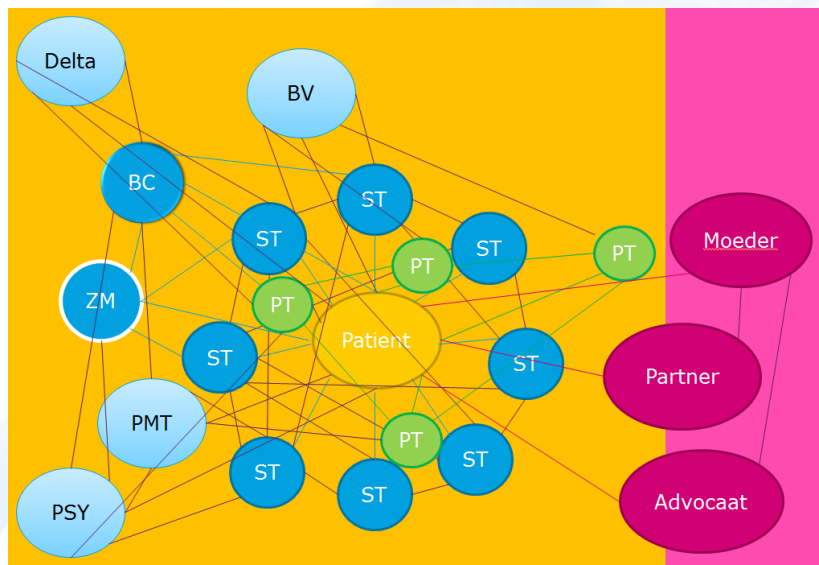 Delta
BV
BC
ST
ST
ST
PT
PT
Moeder
ZM
PT
Patient
ST
ST
Partner
PMT
PT
ST
ST
ST
PSY
Advocaat